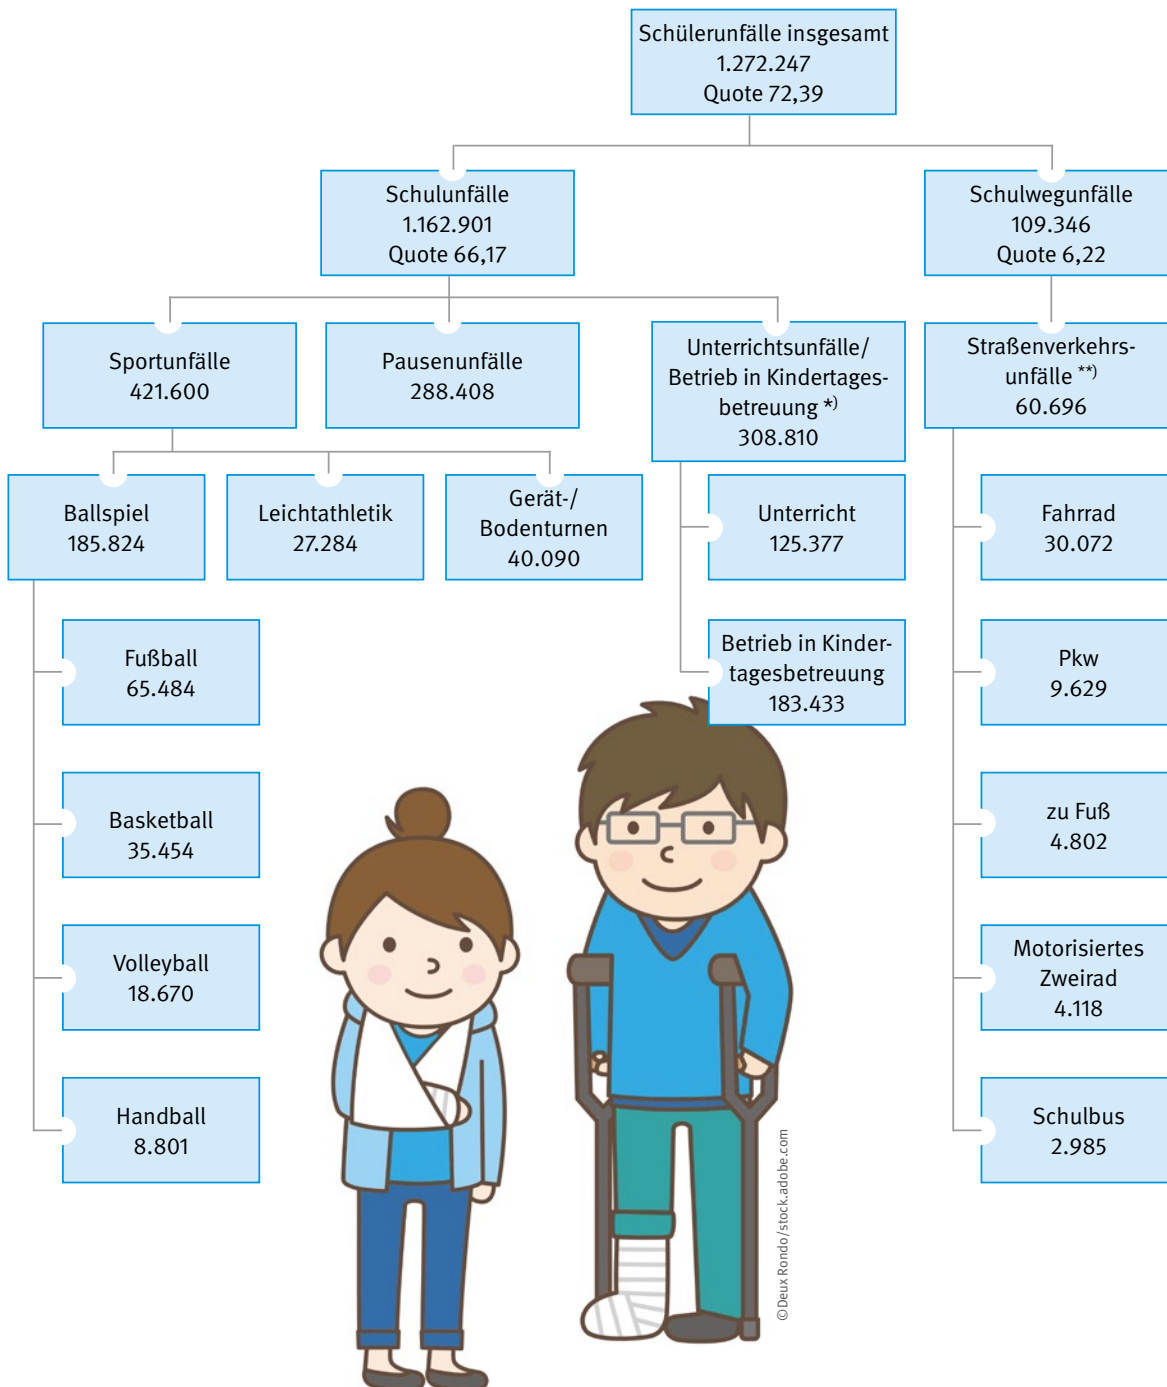 Schülerunfälle insgesamt
1.272.247
Quote 72,39
Schulunfälle
1.162.901
Quote 66,17
Schulwegunfälle
109.346
Quote 6,22
Sportunfälle
421.600
Pausenunfälle
288.408
Unterrichtsunfälle/
Betrieb in Kindertages-
betreuung *)
308.810
Straßenverkehrs-
unfälle **)
60.696
Ballspiel
185.824
Leichtathletik
27.284
Gerät-/
Bodenturnen
40.090
Unterricht
125.377
Fahrrad
30.072
Fußball
65.484
Betrieb in Kinder-
tagesbetreuung
183.433
Pkw
9.629
Basketball
35.454
zu Fuß
4.802
Volleyball
18.670
Motorisiertes
Zweirad
4.118
Handball
8.801
Schulbus
2.985
©Deux Rondo/stock.adobe.com